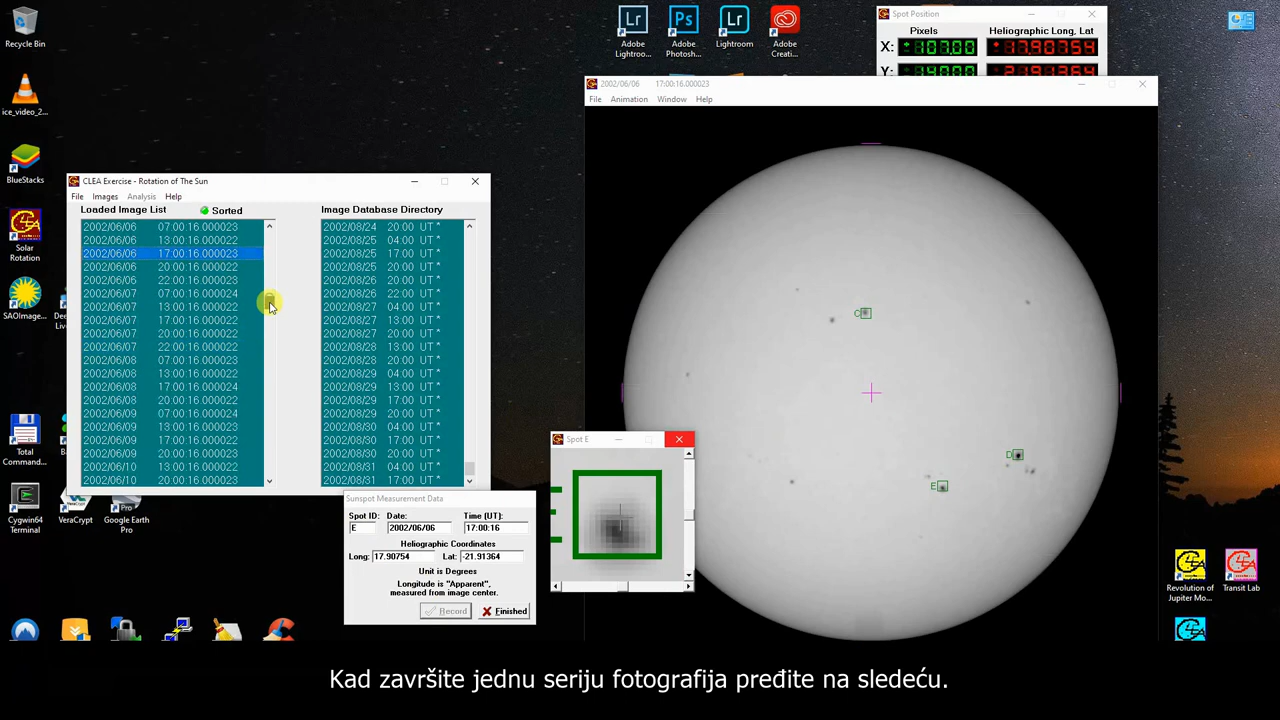 Recycle Bin
ice_video_2...
BlueStacks
Solar
Rotation
SAOImage...
Total
Comman...
Cygwin64
Terminal
VeraCrypt
Google Earth
Pro
Adobe
Lightroo...
Adobe
Photosh...
Lightroom
Adobe
Creati...
Spot Position
Pixels
Heliographic Long, Lat
X: +107.00 +17.90754
Y:
2002/06/06 17:00:16.000023
File Animation Window Help
C
D
E
CLEA Exercise - Rotation of The Sun
File Images Analysis Help
Loaded Image List
Sorted
Image Database Directory
2002/06/06 07:00:16.000023
2002/06/06 13:00:16.000022
2002/06/06 17:00:16.000023
2002/06/06 20:00:16.000022
2002/06/06 22:00:16.000023
2002/06/07 07:00:16.000024
2002/06/07 13:00:16.000022
2002/06/07 17:00:16.000022
2002/06/07 20:00:16.000022
2002/06/07 22:00:16.000023
2002/06/08 07:00:16.000023
2002/06/08 13:00:16.000022
2002/06/08 17:00:16.000024
2002/06/08 20:00:16.000022
2002/06/09 07:00:16.000024
2002/06/09 13:00:16.000023
2002/06/09 17:00:16.000022
2002/06/09 20:00:16.000023
2002/06/10 13:00:16.000022
2002/06/10 20:00:16.000023
2002/08/24 20:00 UT *
2002/08/25 04:00 UT *
2002/08/25 17:00 UT *
2002/08/25 20:00 UT *
2002/08/26 20:00 UT *
2002/08/26 22:00 UT *
2002/08/27 04:00 UT *
2002/08/27 13:00 UT *
2002/08/27 20:00 UT *
2002/08/28 13:00 UT *
2002/08/29 04:00 UT *
2002/08/29 13:00 UT *
2002/08/29 17:00 UT *
2002/08/29 20:00 UT *
2002/08/30 04:00 UT *
2002/08/30 13:00 UT *
2002/08/30 17:00 UT *
2002/08/30 20:00 UT *
2002/08/31 04:00 UT *
2002/08/31 17:00 UT *
Spot E
Sunspot Measurement Data
Spot ID: Date: Time (UT):
E 2002/06/06 17:00:16
Heliographic Coordinates
Long: 17.90754 Lat: -21.91364
Unit is Degrees
Longitude is "Apparent",
measured from image center.
Record Finished
Revolution of
Jupiter Mo...
Transit Lab
Kad završite jednu seriju fotografija pređite na sledeću.